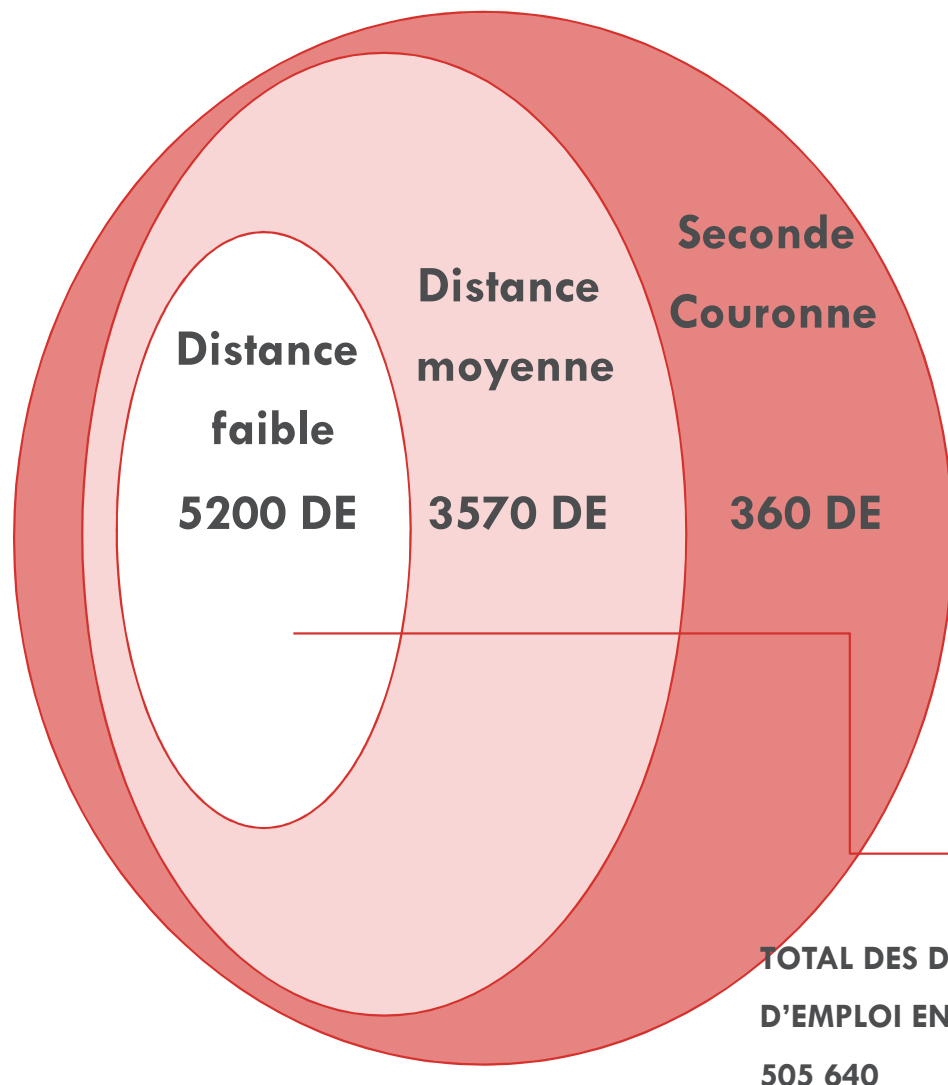 Distance
faible
5200 DE
Distance
moyenne
3570 DE
Seconde
Couronne
360 DE
TOTAL DES D
D’EMPLOI EN
505 640